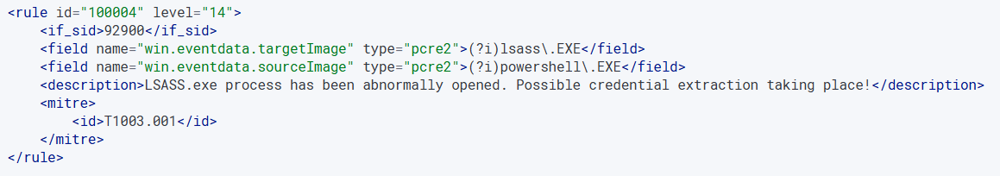 <rule id="100004" level="14">
    <if_sid>92900</if_sid>
    <field name="win.eventdata.targetImage" type="pcre2">(?i)lsass\.EXE</field>
    <field name="win.eventdata.sourceImage" type="pcre2">(?i)powershell\.EXE</field>
    <description>LSASS.exe process has been abnormally opened. Possible credential extraction taking place!</description>
    <mitre>
        <id>T1003.001</id>
    </mitre>
</rule>